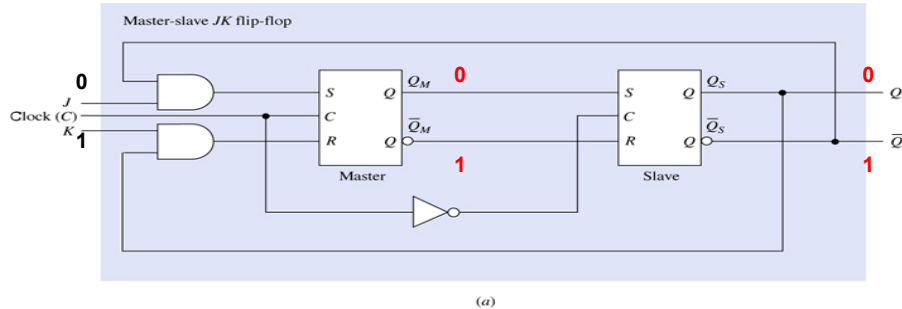 Master-slave JK flip-flop
0
J
Clock (C)
K
1
S Q
C
R Q
Master
Q_M
0
Q̅_M
1
S Q
C
R Q
Slave
Q_S
Q̅_S
0
Q
1
Q̅
(a)